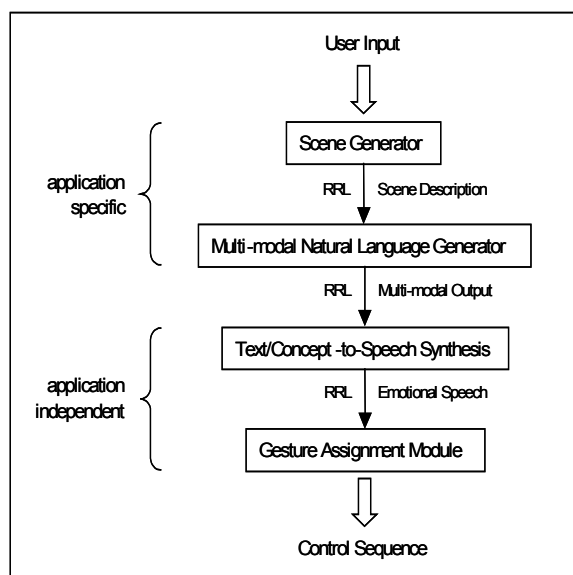 User Input
Scene Generator
application
specific
RRL Scene Description
Multi-modal Natural Language Generator
RRL Multi-modal Output
Text/Concept-to-Speech Synthesis
application
independent
RRL Emotional Speech
Gesture Assignment Module
Control Sequence